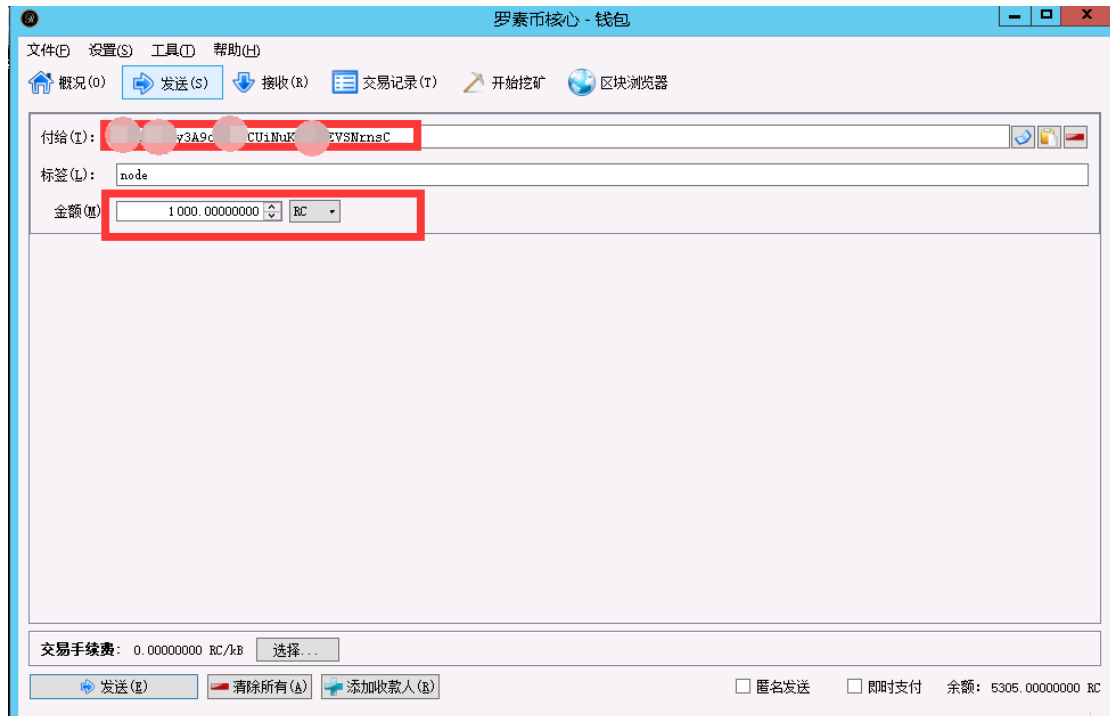 罗素币核心 - 钱包
文件(F) 设置(S) 工具(T) 帮助(H)
概况(O) 发送(S) 接收(R) 交易记录(T) 开始挖矿 区块浏览器
付给(T): y3A9c CUiNuK EVSNrnsC
标签(L): node
金额(M) 1000.00000000 RC
交易手续费: 0.00000000 RC/kB 选择...
发送(E) 清除所有(A) 添加收款人(R) 匿名发送 即时支付 余额: 5305.00000000 RC